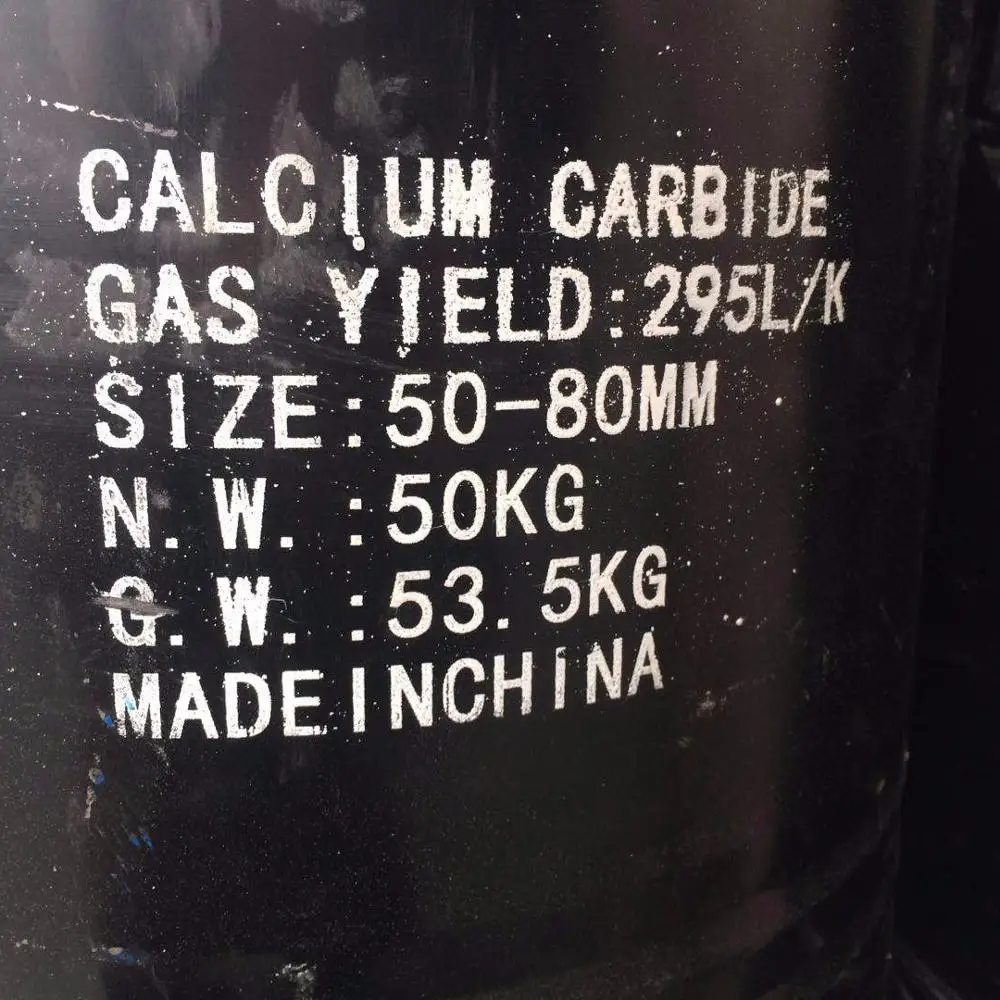 CALCIUM CARBIDE
GAS YIELD:295L/K
SIZE:50-80MM
N.W.:50KG
G.W.:53.5KG
MADEINCHINA